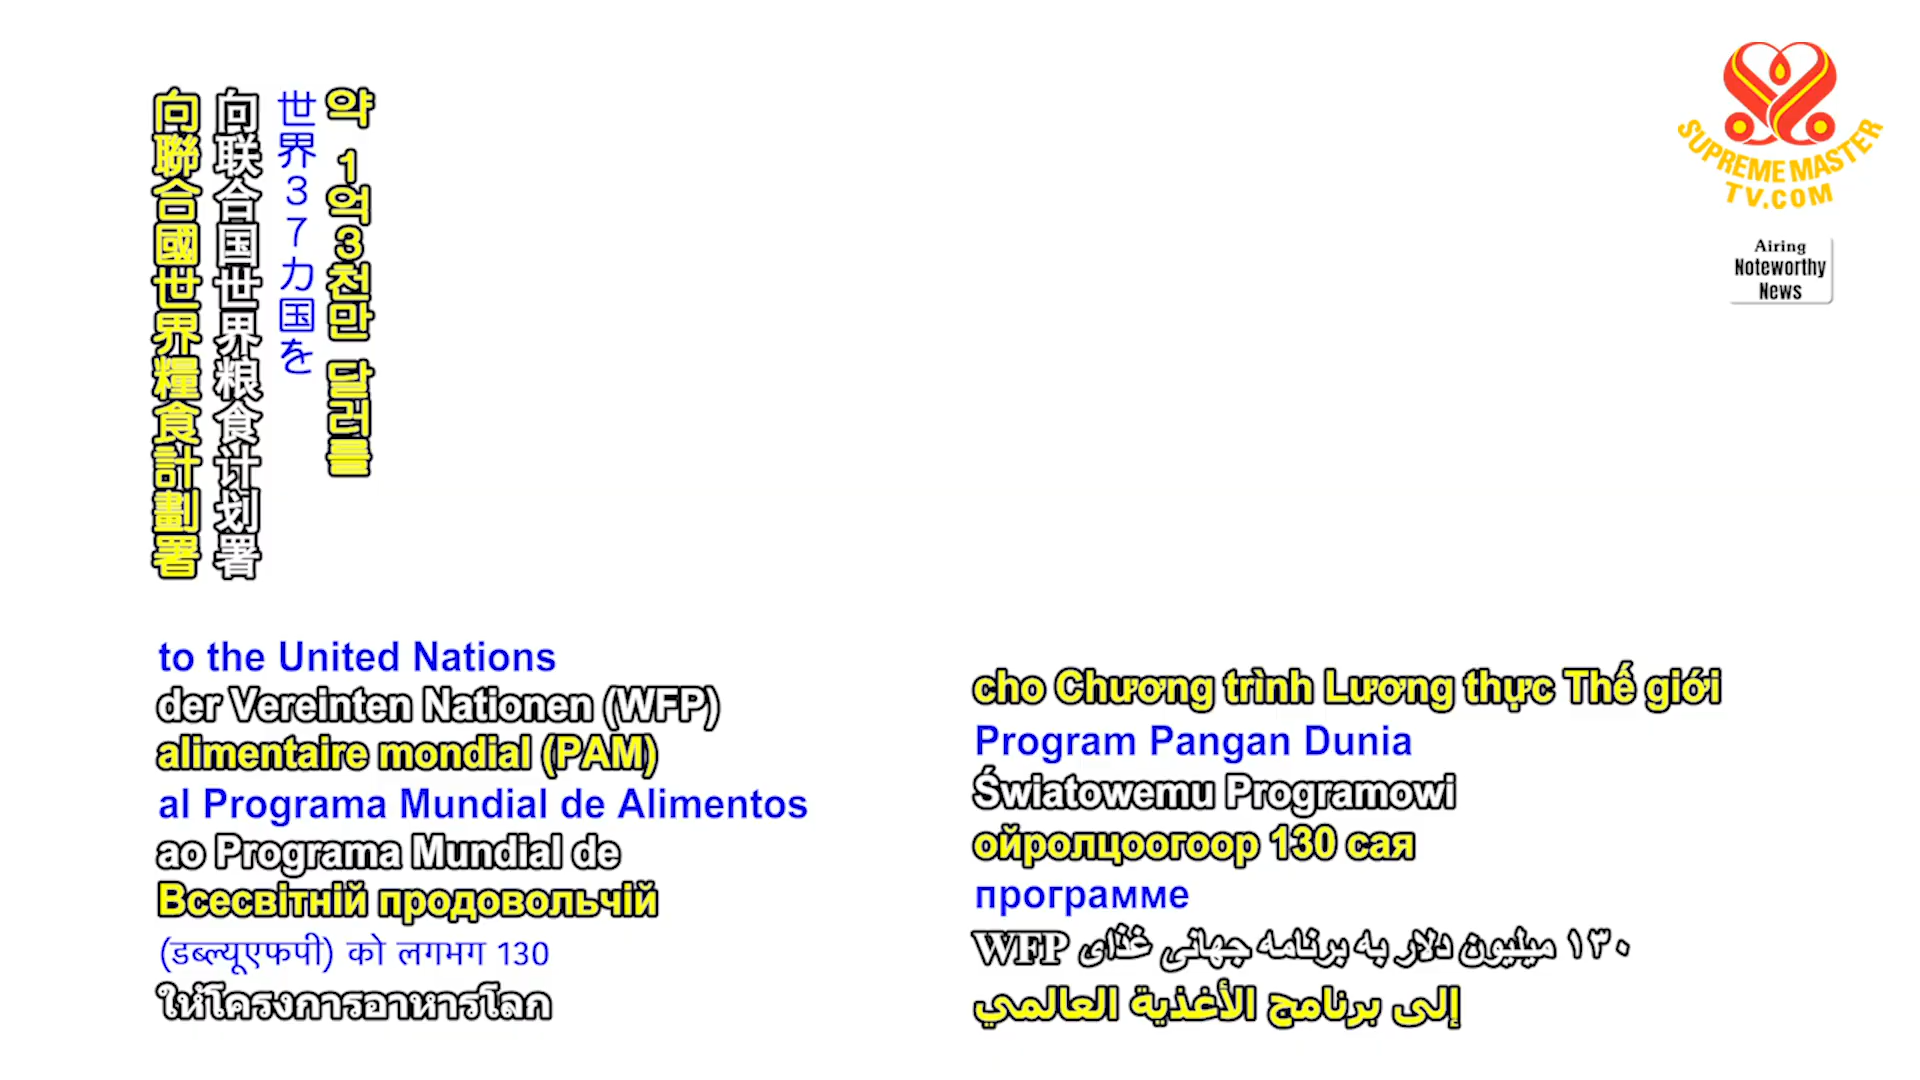 向聯合國世界糧食計劃署
向联合国世界粮食计划署
世界37カ国を
약 1억3천만 달러를
SUPREME MASTER
TV.COM
Airing
Noteworthy
News
to the United Nations
der Vereinten Nationen (WFP)
alimentaire mondial (PAM)
al Programa Mundial de Alimentos
ao Programa Mundial de
Всесвітній продовольчій
(डब्ल्यूएफपी) को लगभग 130
ให้โครงการอาหารโลก
cho Chương trình Lương thực Thế giới
Program Pangan Dunia
Światowemu Programowi
ойролцоогоор 130 сая
программе
۱۳۰ میلیون دلار به برنامه جهانی غذای WFP
إلى برنامج الأغذية العالمي